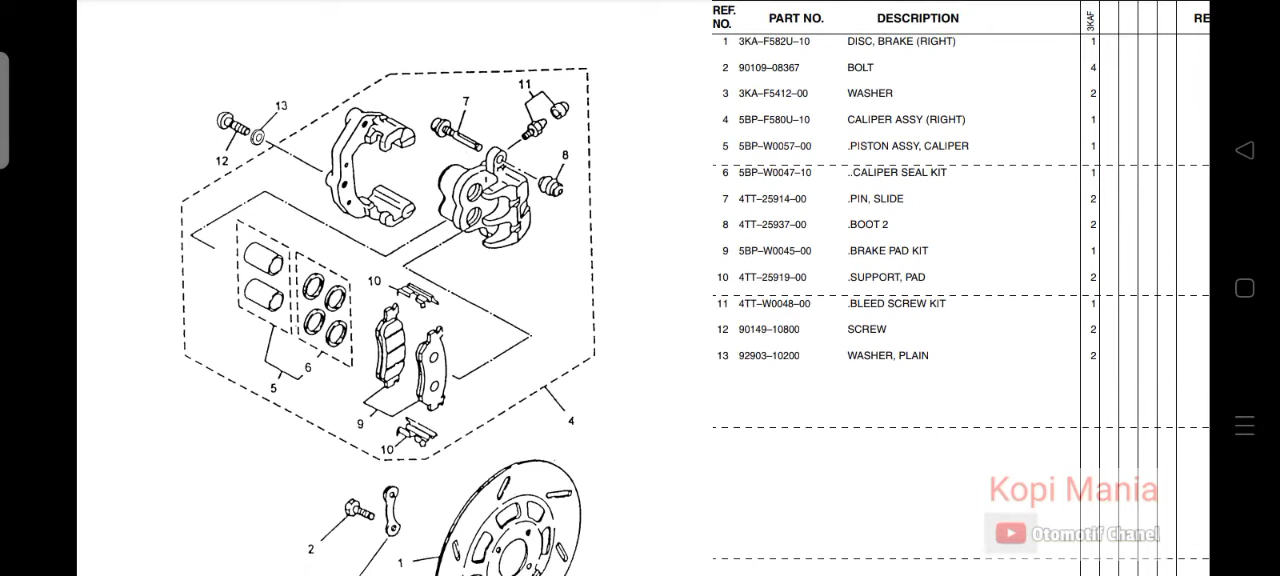 13
12
7
11
8
10
6
5
9
10
4
2
1
REF. NO. PART NO. DESCRIPTION 3KAF RE
1 3KA–F582U–10 DISC, BRAKE (RIGHT) 1
2 90109–08367 BOLT 4
3 3KA–F5412–00 WASHER 2
4 5BP–F580U–10 CALIPER ASSY (RIGHT) 1
5 5BP–W0057–00 .PISTON ASSY, CALIPER 1
6 5BP–W0047–10 ..CALIPER SEAL KIT 1
7 4TT–25914–00 .PIN, SLIDE 2
8 4TT–25937–00 .BOOT 2 2
9 5BP–W0045–00 .BRAKE PAD KIT 1
10 4TT–25919–00 .SUPPORT, PAD 2
11 4TT–W0048–00 .BLEED SCREW KIT 1
12 90149–10800 SCREW 2
13 92903–10200 WASHER, PLAIN 2
Kopi Mania
Otomotif Chanel